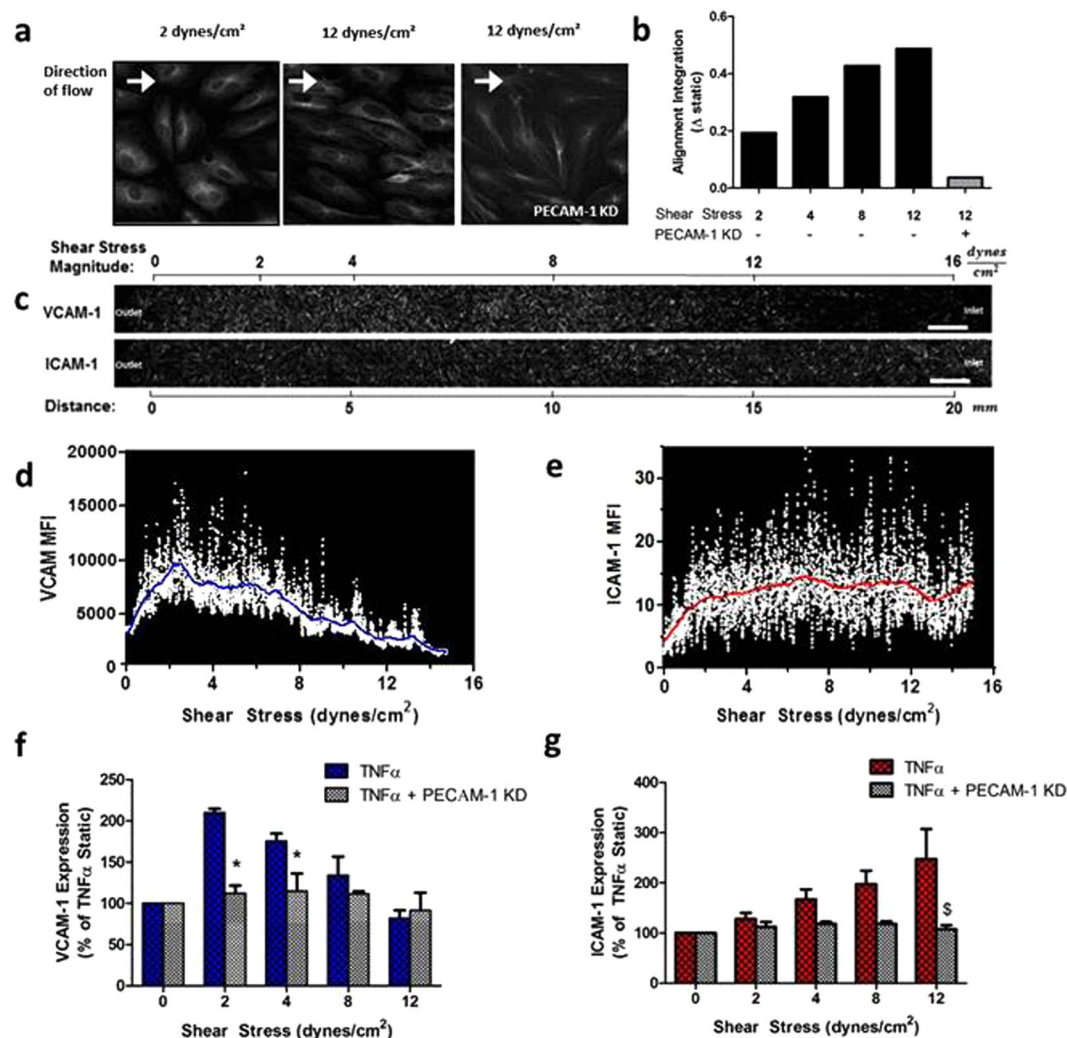 a
2 dynes/cm²
12 dynes/cm²
12 dynes/cm²
Direction
of flow
PECAM-1 KD
b
Alignment Integration
(Δ static)
0.6
0.4
0.2
0.0
Shear Stress 2 4 8 12 12
PECAM-1 KD - - - - +
Shear Stress
Magnitude: 0 2 4 8 12 16 dynes/cm²
c
VCAM-1
Outlet
Inlet
ICAM-1
Outlet
Inlet
Distance: 0 5 10 15 20 mm
d
VCAM MFI
20000
15000
10000
5000
0
0 4 8 12 16
Shear Stress (dynes/cm²)
e
ICAM-1 MFI
30
20
10
0
0 4 8 12 16
Shear Stress (dynes/cm²)
f
TNFα
TNFα + PECAM-1 KD
VCAM-1 Expression
(% of TNFα Static)
250
200
150
100
50
0
* *
0 2 4 8 12
Shear Stress (dynes/cm²)
g
TNFα
TNFα + PECAM-1 KD
ICAM-1 Expression
(% of TNFα Static)
400
300
200
100
0
$
0 2 4 8 12
Shear Stress (dynes/cm²)